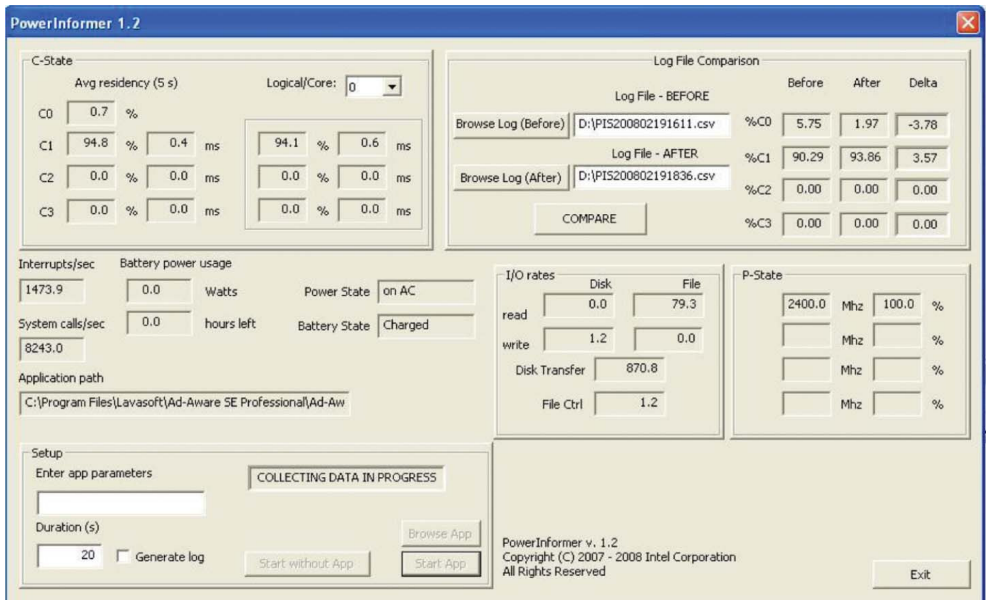 PowerInformer 1.2
C-State
Avg residency (5 s)
Logical/Core: 0
C0 0.7 %
C1 94.8 % 0.4 ms 94.1 % 0.6 ms
C2 0.0 % 0.0 ms 0.0 % 0.0 ms
C3 0.0 % 0.0 ms 0.0 % 0.0 ms
Log File Comparison
Before After Delta
Log File - BEFORE
Browse Log (Before) D:\PIS200802191611.csv %C0 5.75 1.97 -3.78
Log File - AFTER
%C1 90.29 93.86 3.57
Browse Log (After) D:\PIS200802191836.csv
%C2 0.00 0.00 0.00
COMPARE
%C3 0.00 0.00 0.00
Interrupts/sec Battery power usage
1473.9 0.0 Watts Power State on AC
System calls/sec 0.0 hours left Battery State Charged
8243.0
Application path
C:\Program Files\Lavasoft\Ad-Aware SE Professional\Ad-Aw
I/O rates
Disk File
read 0.0 79.3
write 1.2 0.0
Disk Transfer 870.8
File Ctrl 1.2
P-State
2400.0 Mhz 100.0 %
Mhz %
Mhz %
Mhz %
Setup
Enter app parameters
COLLECTING DATA IN PROGRESS
Duration (s)
20 Generate log
Browse App
Start without App Start App
PowerInformer v. 1.2
Copyright (C) 2007 - 2008 Intel Corporation
All Rights Reserved
Exit